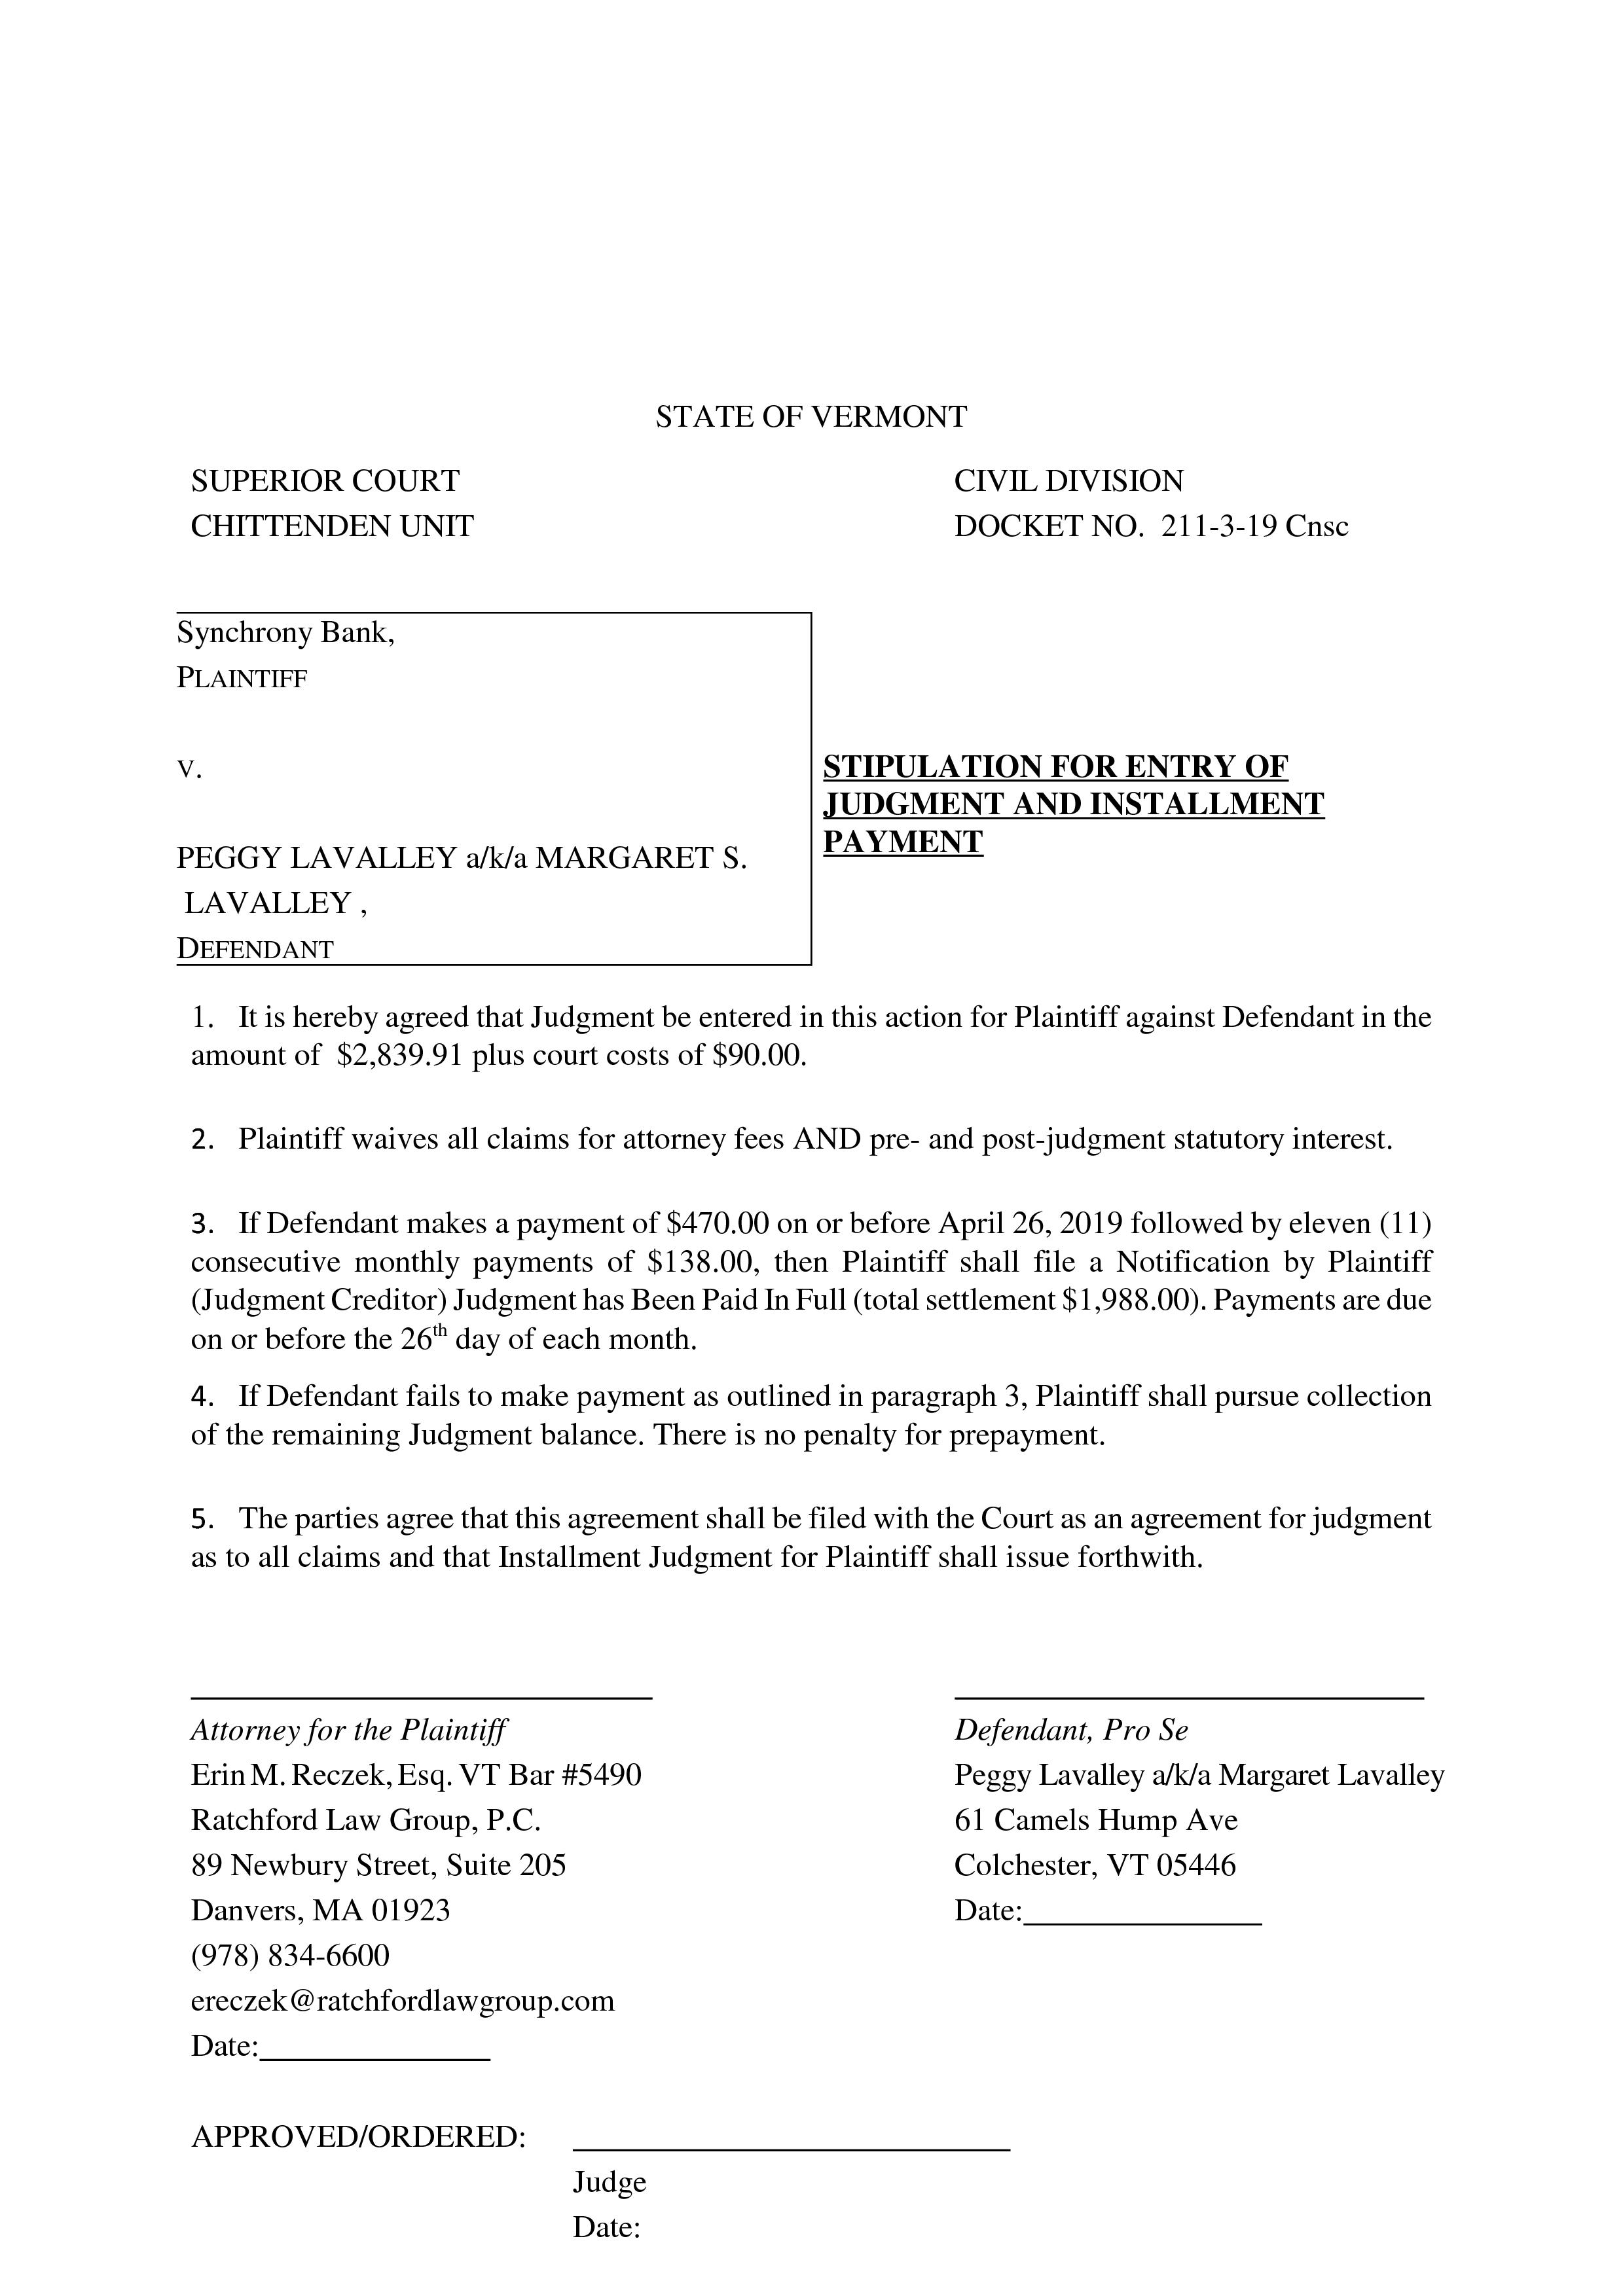 STATE OF VERMONT
SUPERIOR COURT CIVIL DIVISION
CHITTENDEN UNIT DOCKET NO. 211-3-19 Cnsc
Synchrony Bank,
PLAINTIFF
v.
PEGGY LAVALLEY a/k/a MARGARET S.
LAVALLEY ,
DEFENDANT
STIPULATION FOR ENTRY OF
JUDGMENT AND INSTALLMENT
PAYMENT
1. It is hereby agreed that Judgment be entered in this action for Plaintiff against Defendant in the
amount of $2,839.91 plus court costs of $90.00.
2. Plaintiff waives all claims for attorney fees AND pre- and post-judgment statutory interest.
3. If Defendant makes a payment of $470.00 on or before April 26, 2019 followed by eleven (11)
consecutive monthly payments of $138.00, then Plaintiff shall file a Notification by Plaintiff
(Judgment Creditor) Judgment has Been Paid In Full (total settlement $1,988.00). Payments are due
on or before the 26th day of each month.
4. If Defendant fails to make payment as outlined in paragraph 3, Plaintiff shall pursue collection
of the remaining Judgment balance. There is no penalty for prepayment.
5. The parties agree that this agreement shall be filed with the Court as an agreement for judgment
as to all claims and that Installment Judgment for Plaintiff shall issue forthwith.
Attorney for the Plaintiff
Erin M. Reczek, Esq. VT Bar #5490
Ratchford Law Group, P.C.
89 Newbury Street, Suite 205
Danvers, MA 01923
(978) 834-6600
ereczek@ratchfordlawgroup.com
Date:
Defendant, Pro Se
Peggy Lavalley a/k/a Margaret Lavalley
61 Camels Hump Ave
Colchester, VT 05446
Date:
APPROVED/ORDERED:
Judge
Date: